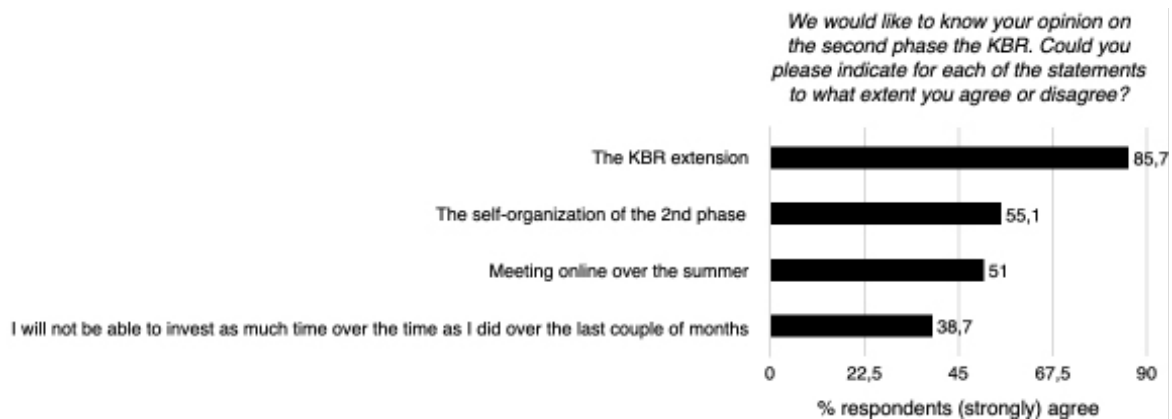 We would like to know your opinion on
the second phase the KBR. Could you
please indicate for each of the statements
to what extent you agree or disagree?
The KBR extension
85,7
The self-organization of the 2nd phase
55,1
Meeting online over the summer
51
I will not be able to invest as much time over the time as I did over the last couple of months
38,7
0 22,5 45 67,5 90
% respondents (strongly) agree